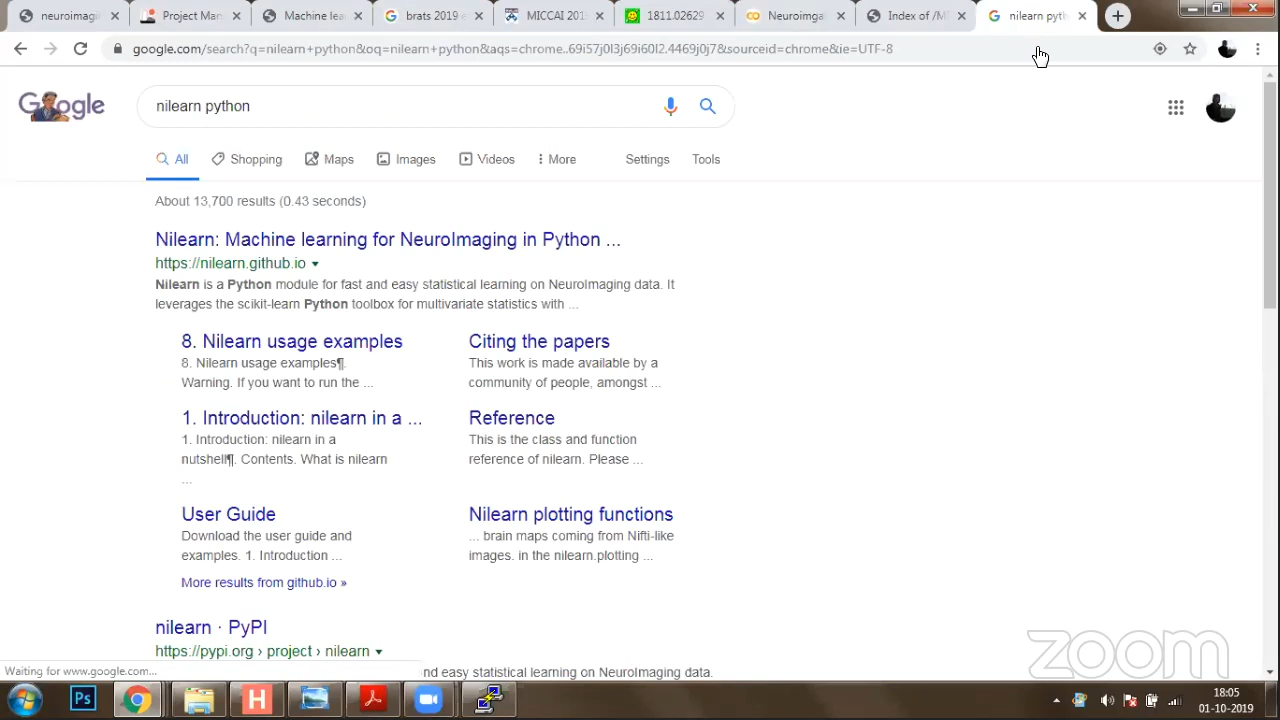 neuroimagi
Project Man
Machine le
brats 2019 e
MICCAI 201
1811.02629
Neuroimag
Index of /M
nilearn pyth
google.com/search?q=nilearn+python&oq=nilearn+python&aqs=chrome..69i57j0l3j69i60l2.4469j0j7&sourceid=chrome&ie=UTF-8
Google
nilearn python
All
Shopping
Maps
Images
Videos
More
Settings
Tools
About 13,700 results (0.43 seconds)
Nilearn: Machine learning for NeuroImaging in Python ...
https://nilearn.github.io
Nilearn is a Python module for fast and easy statistical learning on NeuroImaging data. It
leverages the scikit-learn Python toolbox for multivariate statistics with ...
8. Nilearn usage examples
8. Nilearn usage examples¶.
Warning. If you want to run the ...
Citing the papers
This work is made available by a
community of people, amongst ...
1. Introduction: nilearn in a ...
1. Introduction: nilearn in a
nutshell¶. Contents. What is nilearn
...
Reference
This is the class and function
reference of nilearn. Please ...
User Guide
Download the user guide and
examples. 1. Introduction ...
Nilearn plotting functions
... brain maps coming from Nifti-like
images. in the nilearn.plotting ...
More results from github.io »
nilearn · PyPI
https://pypi.org › project › nilearn
nd easy statistical learning on NeuroImaging data.
Waiting for www.google.com...
zoom
Ps
H
18:05
01-10-2019